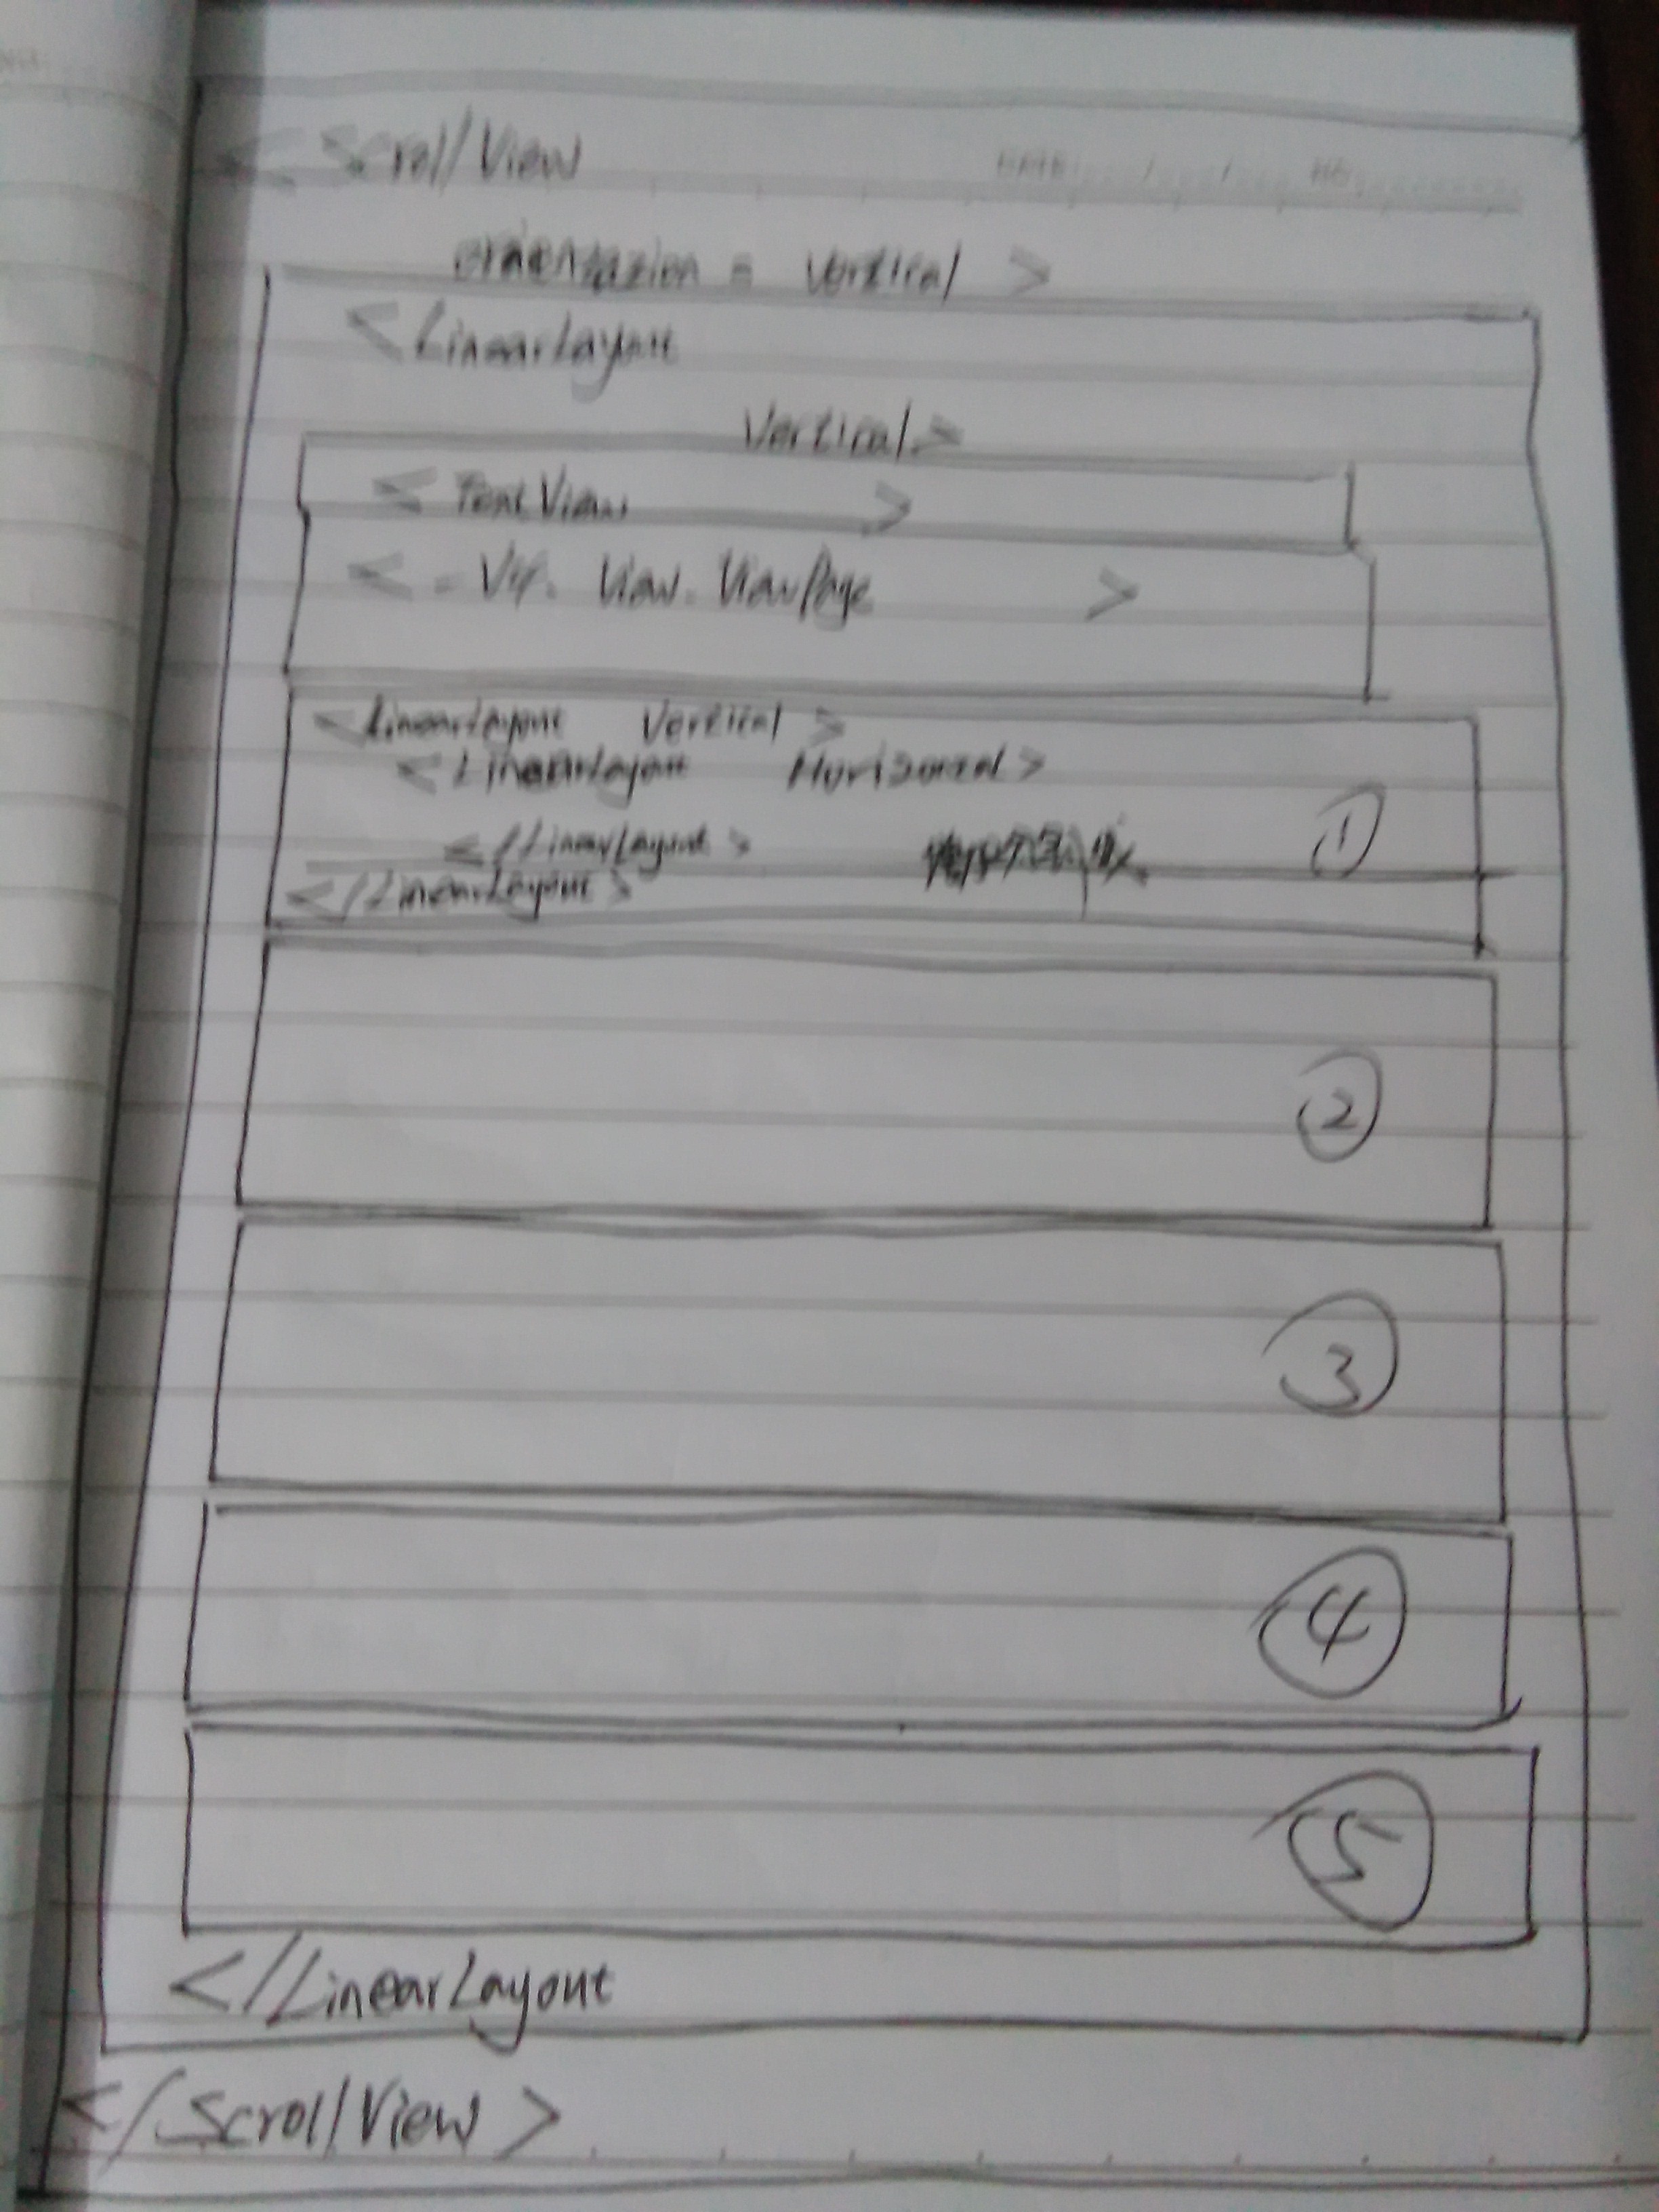 < ScrollView
orientation = Vertical >
< LinearLayout
Vertical >
< TextView >
< . V4. View. ViewPage >
< LinearLayout Vertical >
< LinearLayout Horizontal >
</LinearLayout > ①
</LinearLayout >
②
③
④
⑤
</LinearLayout
</ScrollView >